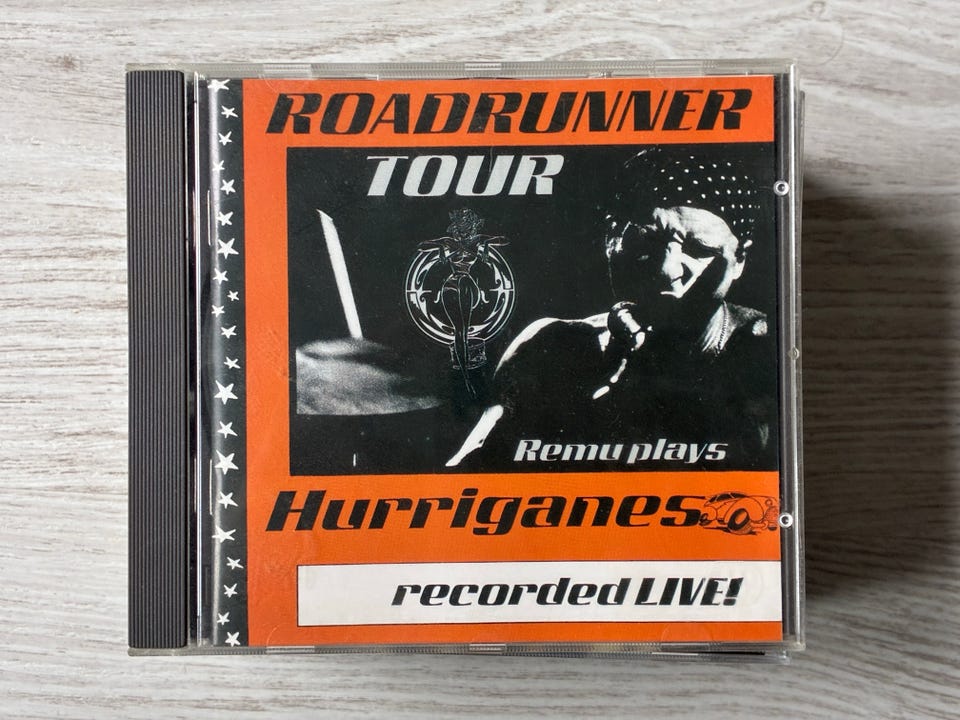 ROADRUNNER
TOUR
Remu plays
Hurriganes
recorded LIVE!